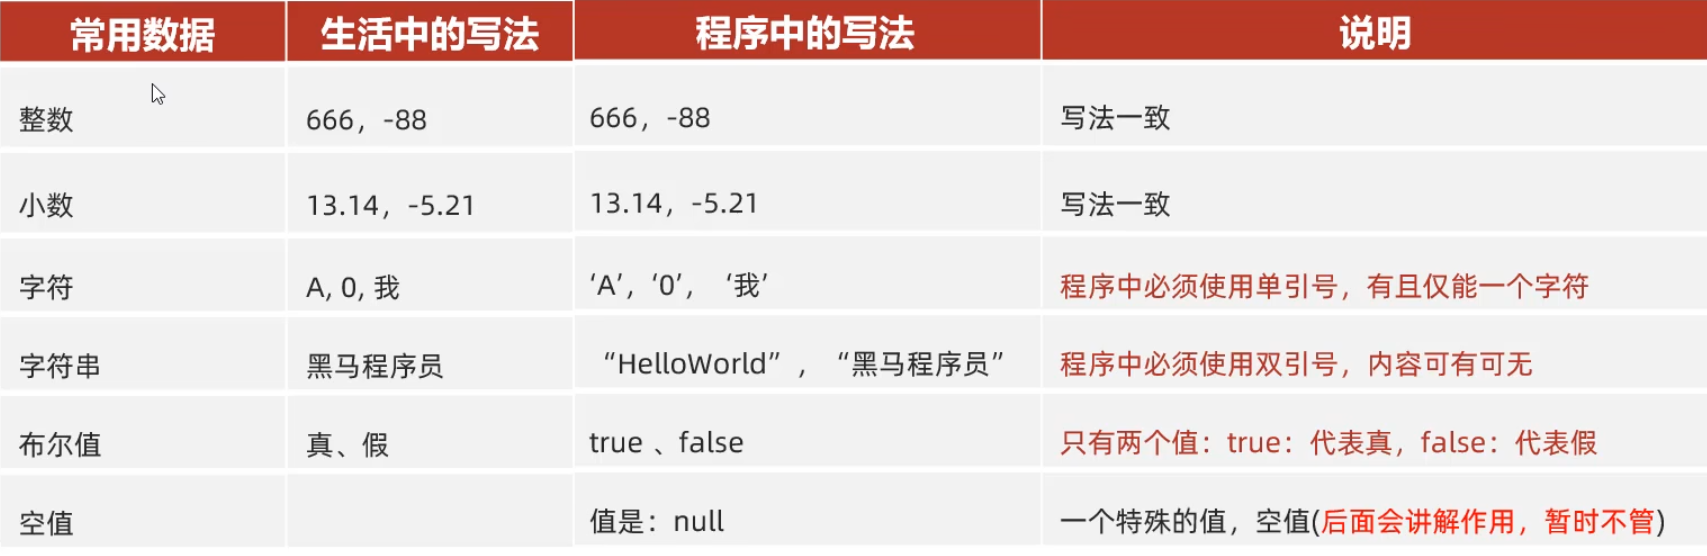 常用数据 生活中的写法 程序中的写法 说明
整数 666，-88 666，-88 写法一致
小数 13.14，-5.21 13.14，-5.21 写法一致
字符 A, 0, 我 ‘A’，‘0’， ‘我’ 程序中必须使用单引号，有且仅能一个字符
字符串 黑马程序员 “HelloWorld” ， “黑马程序员” 程序中必须使用双引号，内容可有可无
布尔值 真、假 true 、false 只有两个值：true：代表真，false：代表假
空值 值是：null 一个特殊的值，空值(后面会讲解作用，暂时不管)